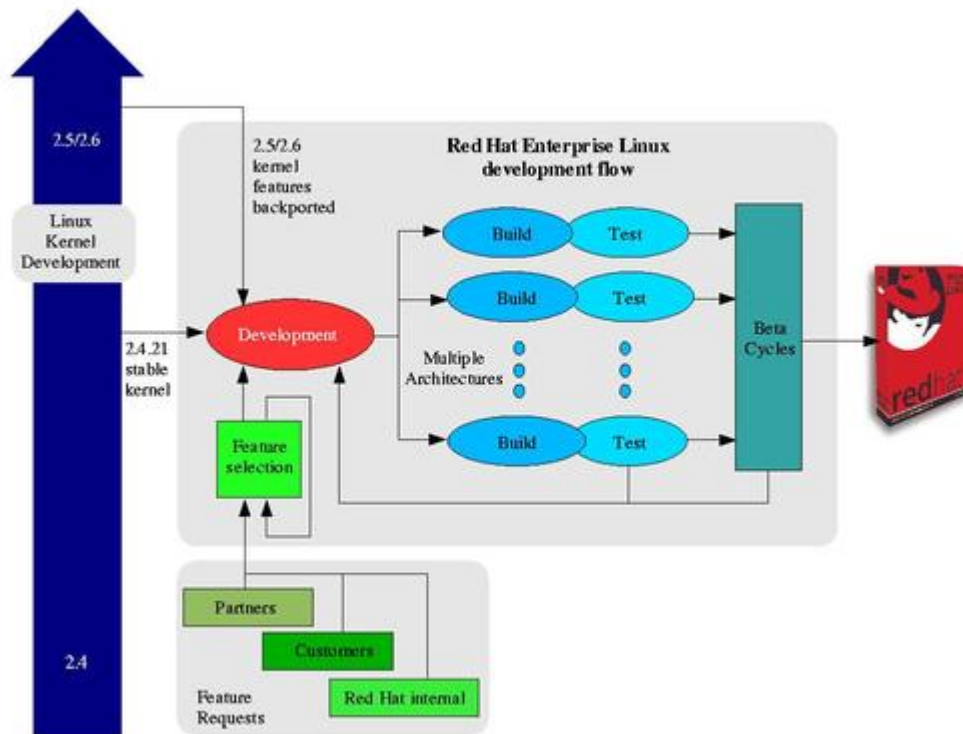 2.5/2.6
Linux
Kernel
Development
2.4
2.5/2.6
kernel
features
backported
2.4.21
stable
kernel
Red Hat Enterprise Linux
development flow
Development
Feature
selection
Build
Test
Build
Test
Multiple
Architectures
Build
Test
Beta
Cycles
redhat
Partners
Customers
Red Hat internal
Feature
Requests